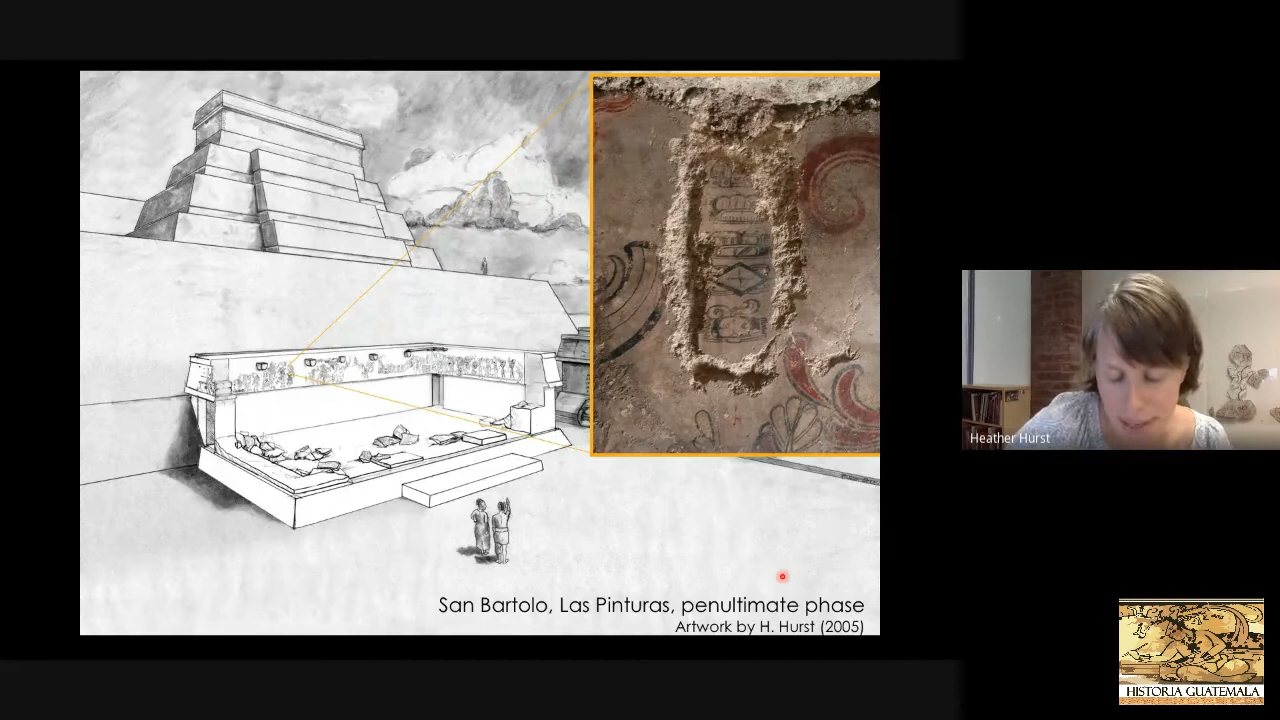 San Bartolo, Las Pinturas, penultimate phase
Artwork by H. Hurst (2005)
Heather Hurst
HISTORIA GUATEMALA